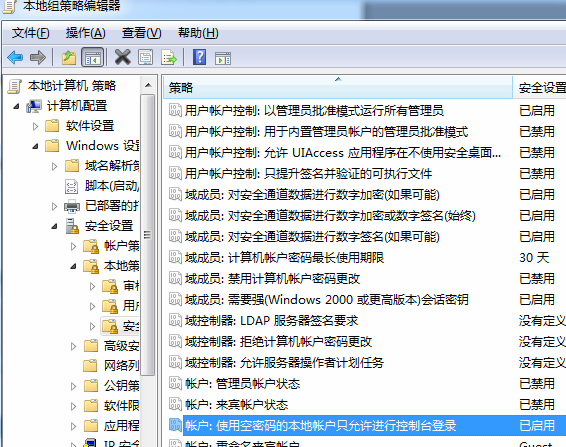 本地组策略编辑器
文件(F) 操作(A) 查看(V) 帮助(H)
本地计算机 策略
计算机配置
软件设置
Windows 设
域名解析策
脚本(启动/
已部署的打
安全设置
帐户策
本地策
审核
用户
安全
高级安
网络列
公钥策
软件限
应用程
IP 安全
策略 安全设置
用户帐户控制: 以管理员批准模式运行所有管理员 已启用
用户帐户控制: 用于内置管理员帐户的管理员批准模式 已禁用
用户帐户控制: 允许 UIAccess 应用程序在不使用安全桌面... 已禁用
用户帐户控制: 只提升签名并验证的可执行文件 已禁用
域成员: 对安全通道数据进行数字加密(如果可能) 已启用
域成员: 对安全通道数据进行数字加密或数字签名(始终) 已启用
域成员: 对安全通道数据进行数字签名(如果可能) 已启用
域成员: 计算机帐户密码最长使用期限 30 天
域成员: 禁用计算机帐户密码更改 已禁用
域成员: 需要强(Windows 2000 或更高版本)会话密钥 已启用
域控制器: LDAP 服务器签名要求 没有定义
域控制器: 拒绝计算机帐户密码更改 没有定义
域控制器: 允许服务器操作者计划任务 没有定义
帐户: 管理员帐户状态 已禁用
帐户: 来宾帐户状态 已禁用
帐户: 使用空密码的本地帐户只允许进行控制台登录 已启用
帐户: 重命名来宾帐户 Guest